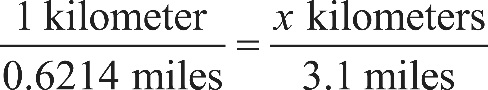 1 kilometer / 0.6214 miles = x kilometers / 3.1 miles